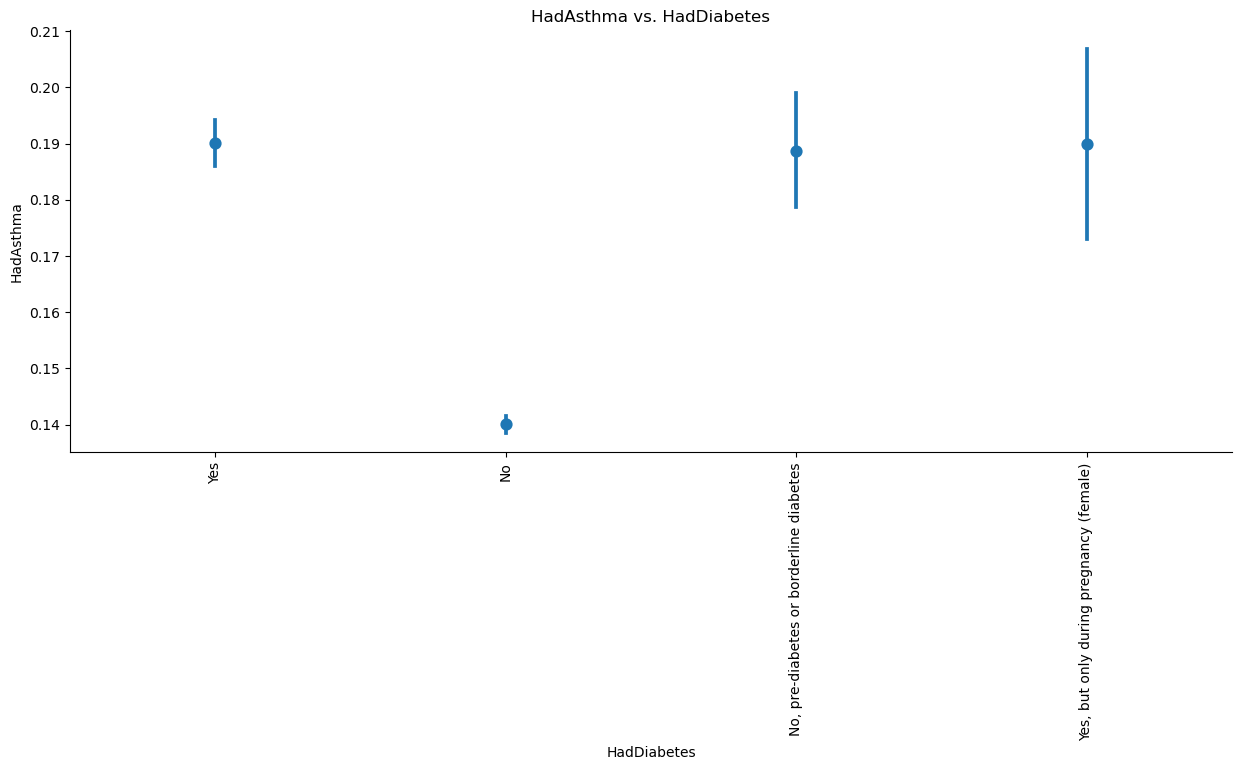 HadAsthma vs. HadDiabetes
HadAsthma
0.21
0.20
0.19
0.18
0.17
0.16
0.15
0.14
Yes
No
No, pre-diabetes or borderline diabetes
Yes, but only during pregnancy (female)
HadDiabetes